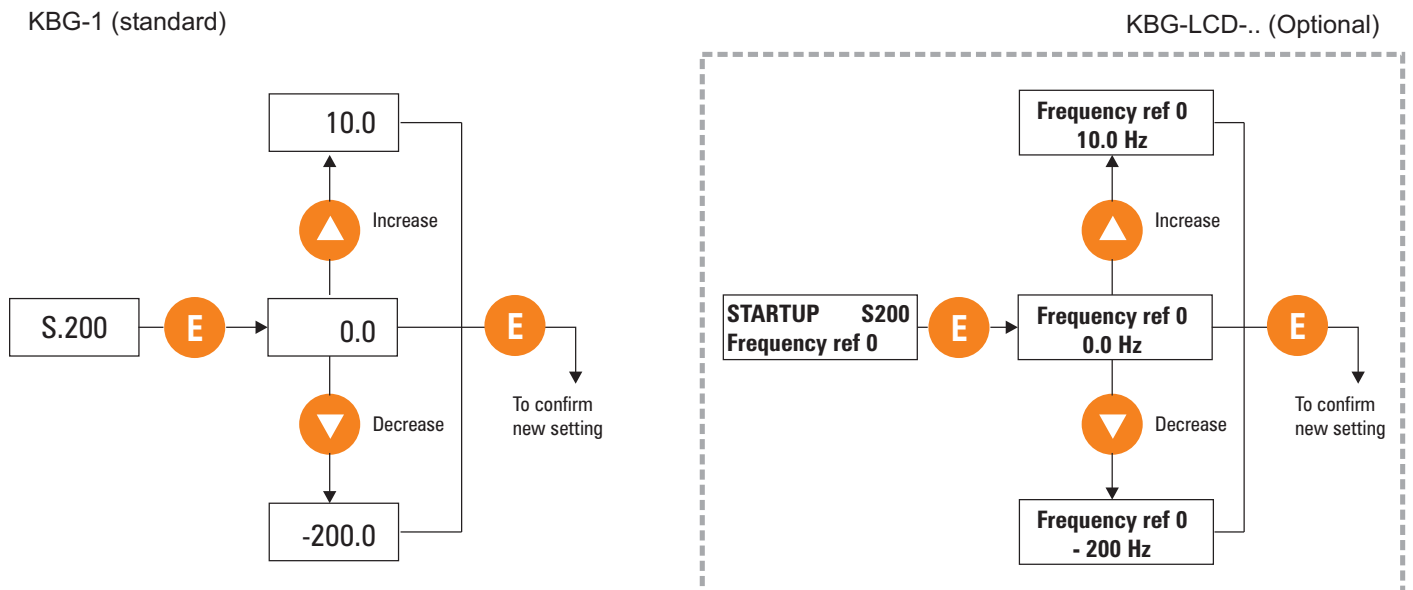 KBG-1 (standard)
10.0
Increase
S.200
E
0.0
E
To confirm
new setting
Decrease
-200.0
KBG-LCD-.. (Optional)
Frequency ref 0
10.0 Hz
Increase
STARTUP S200
Frequency ref 0
E
Frequency ref 0
0.0 Hz
E
To confirm
new setting
Decrease
Frequency ref 0
- 200 Hz